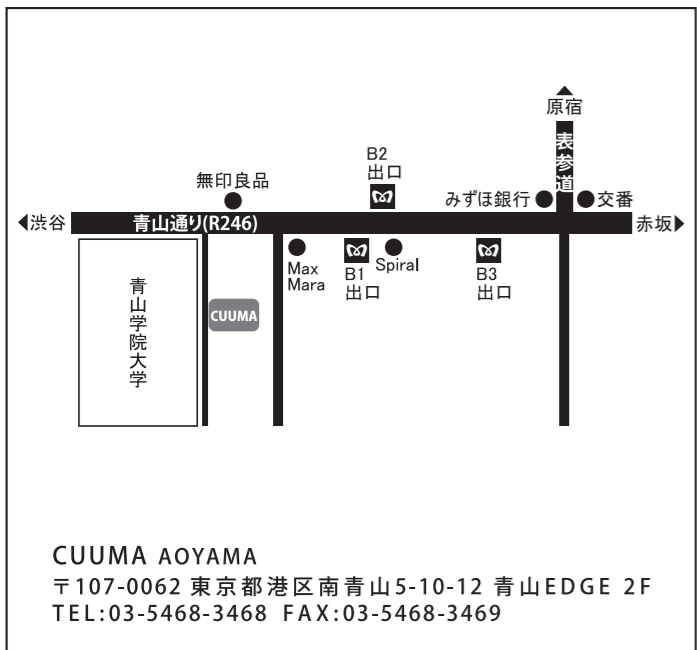 原宿
表参道
B2
出口
無印良品
みずほ銀行
交番
渋谷
青山通り(R246)
赤坂
Max
Mara
B1
出口
Spiral
B3
出口
青山学院大学
CUUMA
CUUMA AOYAMA
〒107-0062 東京都港区南青山5-10-12 青山EDGE 2F
TEL:03-5468-3468 FAX:03-5468-3469